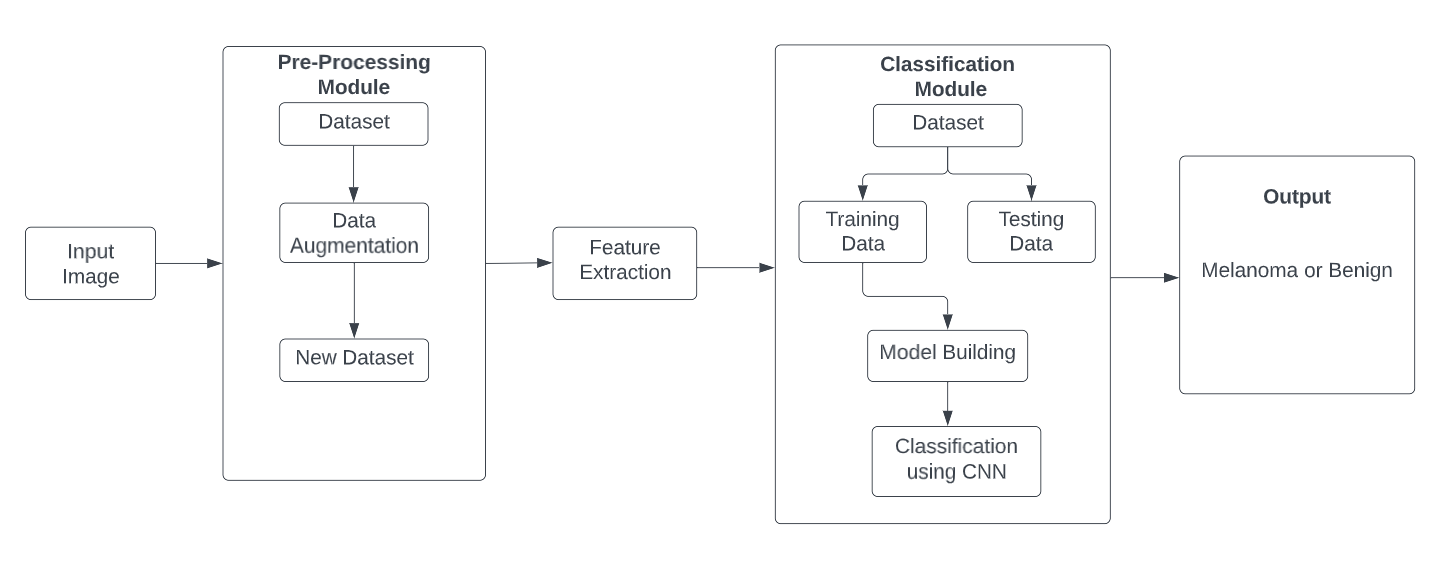 Input
Image
Pre-Processing
Module
Dataset
Data
Augmentation
New Dataset
Feature
Extraction
Classification
Module
Dataset
Training
Data
Testing
Data
Model Building
Classification
using CNN
Output
Melanoma or Benign